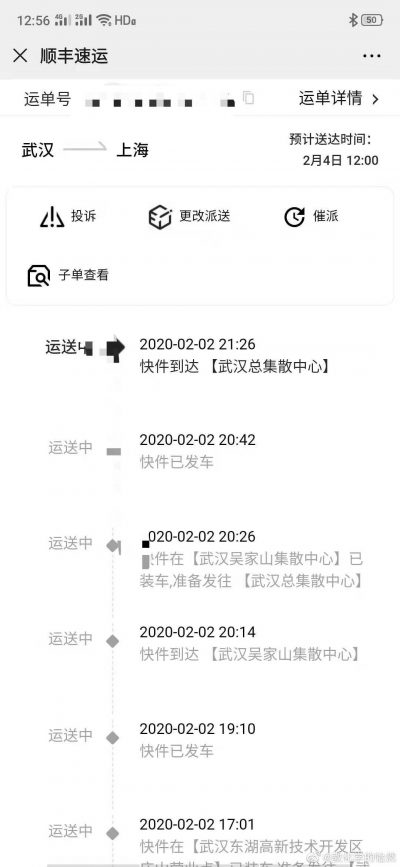 12:56 4G 2G HD 50
顺丰速运
运单号 运单详情
预计送达时间:
武汉 上海
2月4日 12:00
投诉 更改派送 催派
子单查看
运送 2020-02-02 21:26
快件到达 【武汉总集散中心】
运送中 2020-02-02 20:42
快件已发车
运送中 020-02-02 20:26
件在【武汉吴家山集散中心】已
装车,准备发往 【武汉总集散中心】
运送中 2020-02-02 20:14
快件到达 【武汉吴家山集散中心】
运送中 2020-02-02 19:10
快件已发车
运送中 2020-02-02 17:01
快件在【武汉东湖高新技术开发区